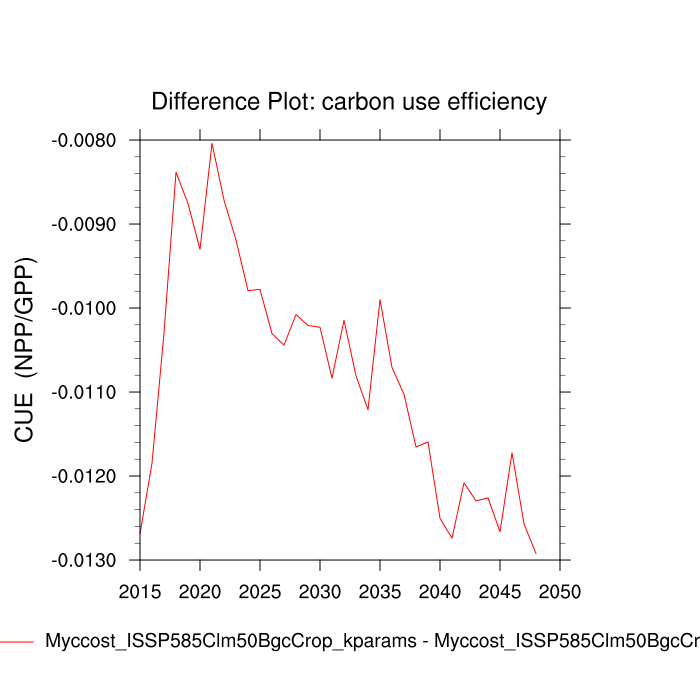 Difference Plot: carbon use efficiency
-0.0080
-0.0090
-0.0100
-0.0110
-0.0120
-0.0130
CUE (NPP/GPP)
2015 2020 2025 2030 2035 2040 2045 2050
Myccost_ISSP585Clm50BgcCrop_kparams - Myccost_ISSP585Clm50BgcCr